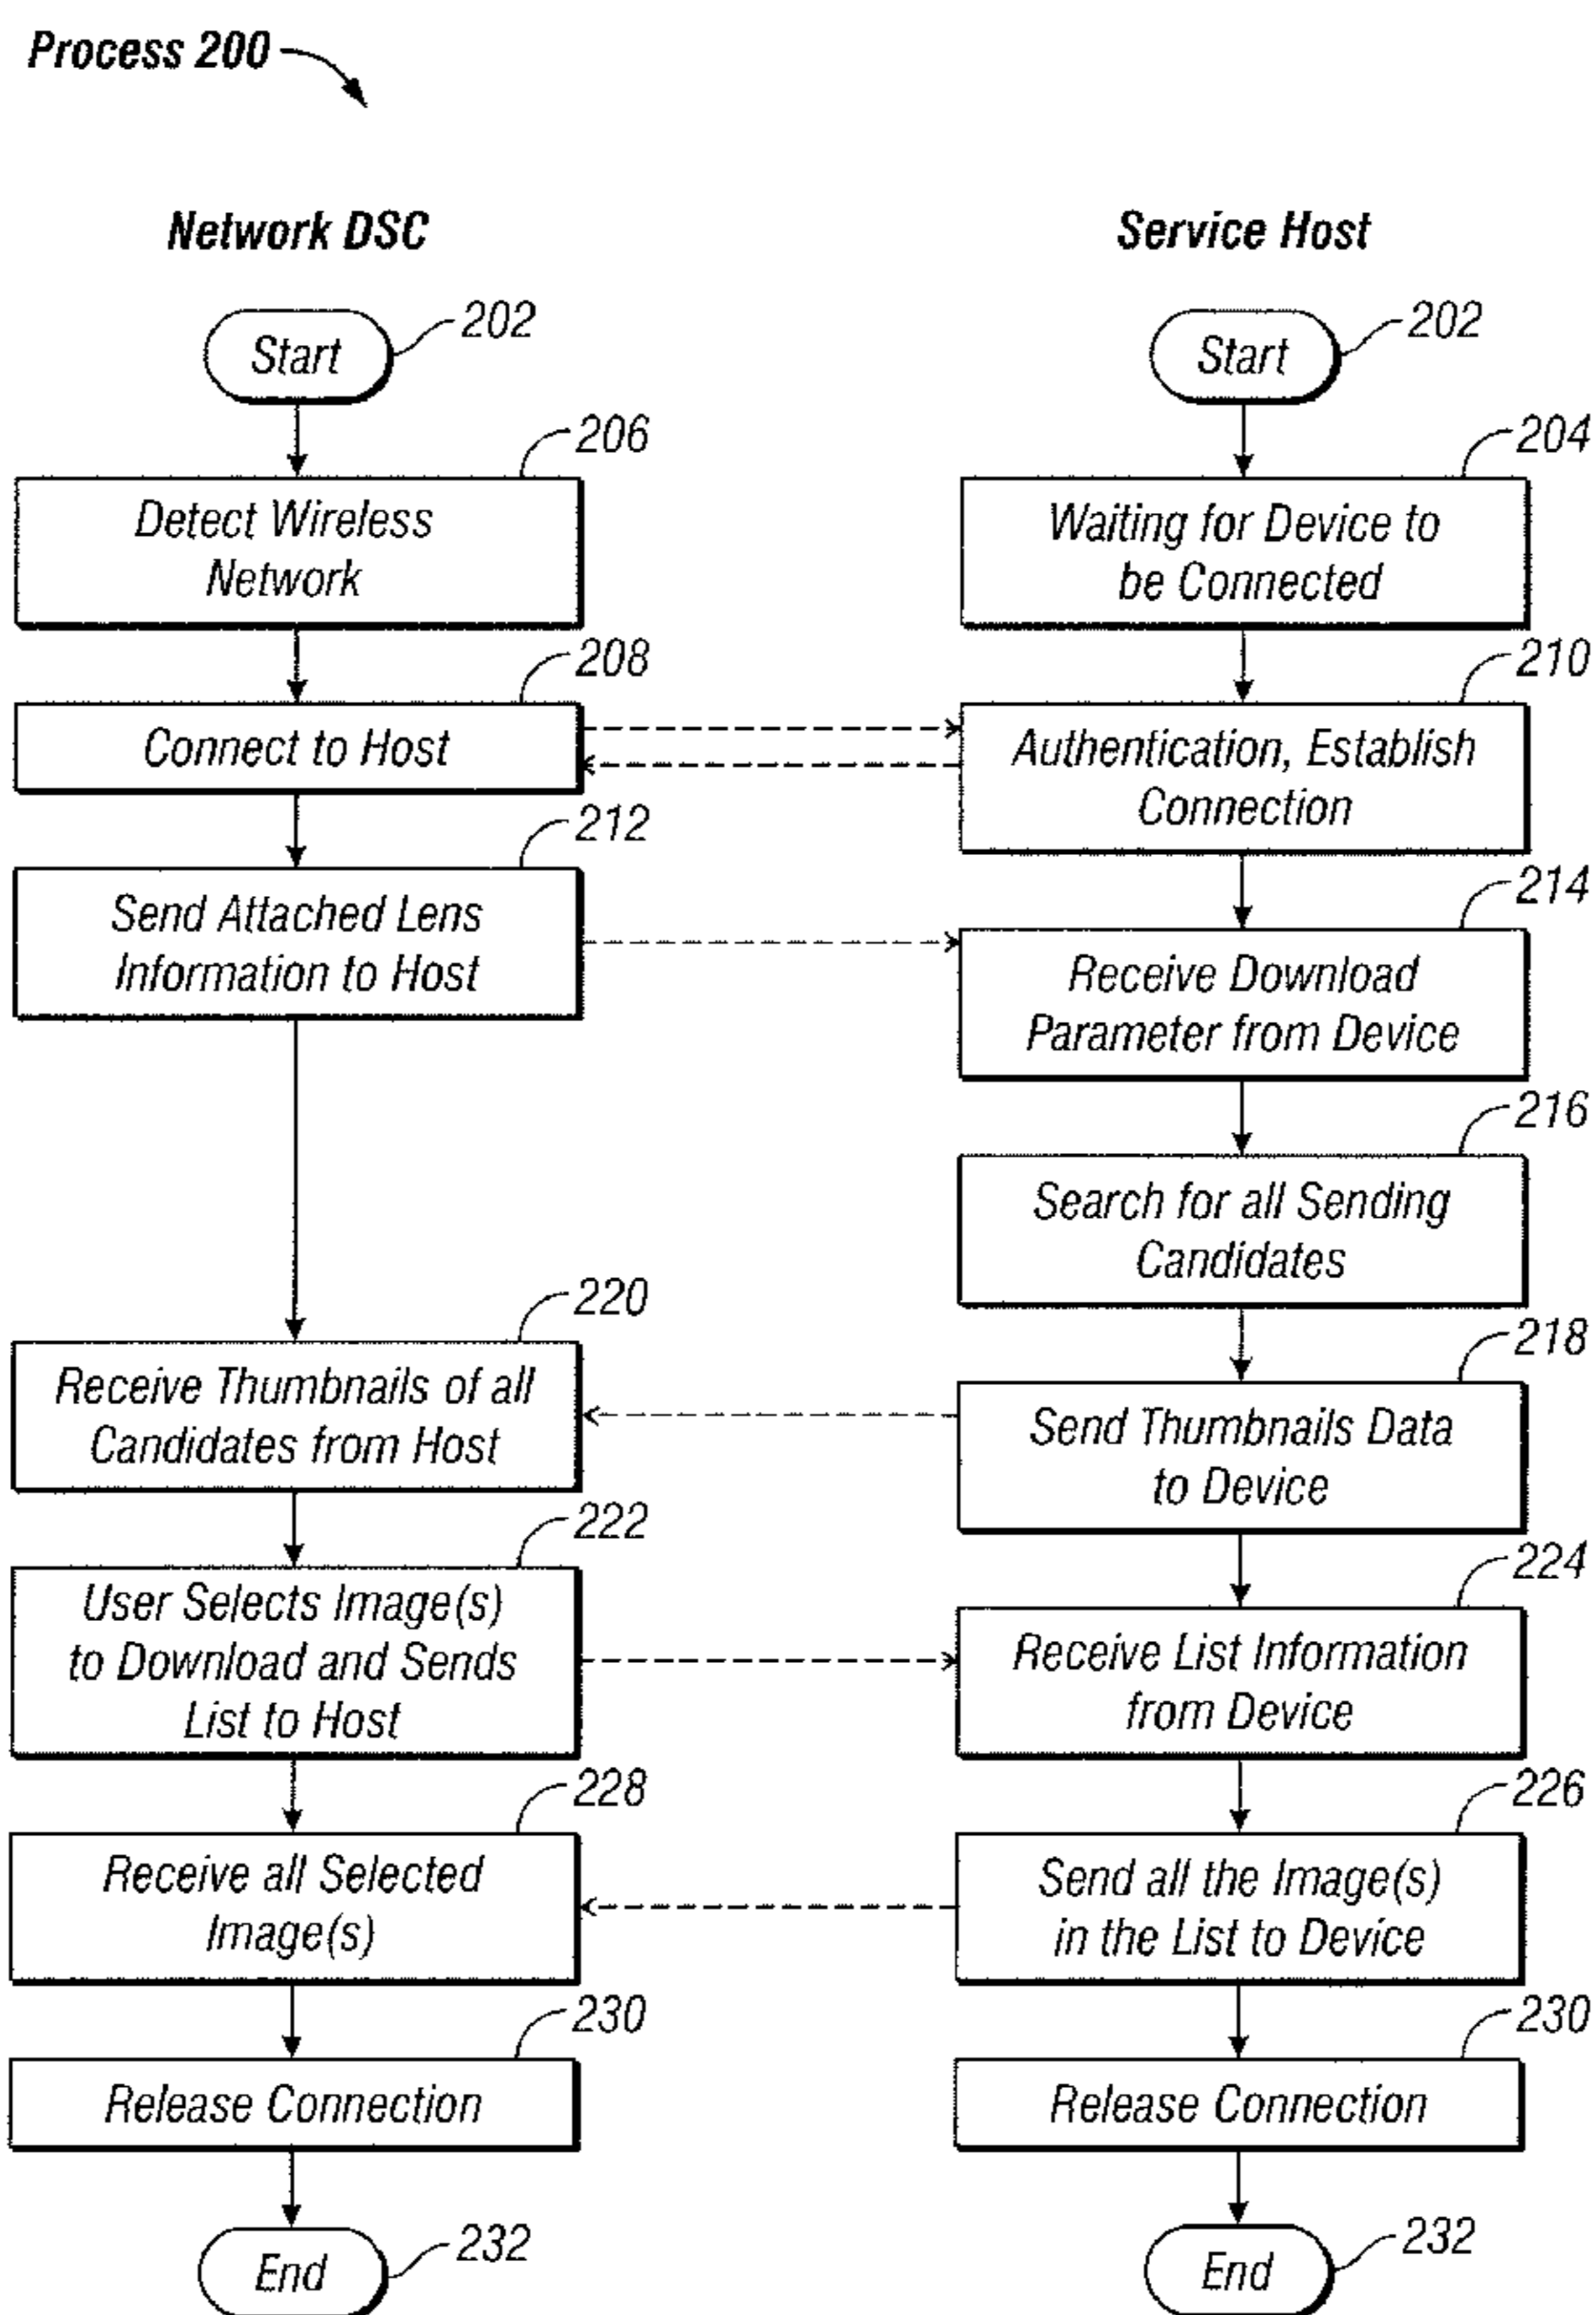 Process 200
Network DSC
Service Host
Start
202
Start
202
206
Detect Wireless
Network
204
Waiting for Device to
be Connected
208
Connect to Host
210
Authentication, Establish
Connection
212
Send Attached Lens
Information to Host
214
Receive Download
Parameter from Device
216
Search for all Sending
Candidates
220
Receive Thumbnails of all
Candidates from Host
218
Send Thumbnails Data
to Device
222
User Selects Image(s)
to Download and Sends
List to Host
224
Receive List Information
from Device
228
Receive all Selected
Image(s)
226
Send all the Image(s)
in the List to Device
230
Release Connection
230
Release Connection
End
232
End
232